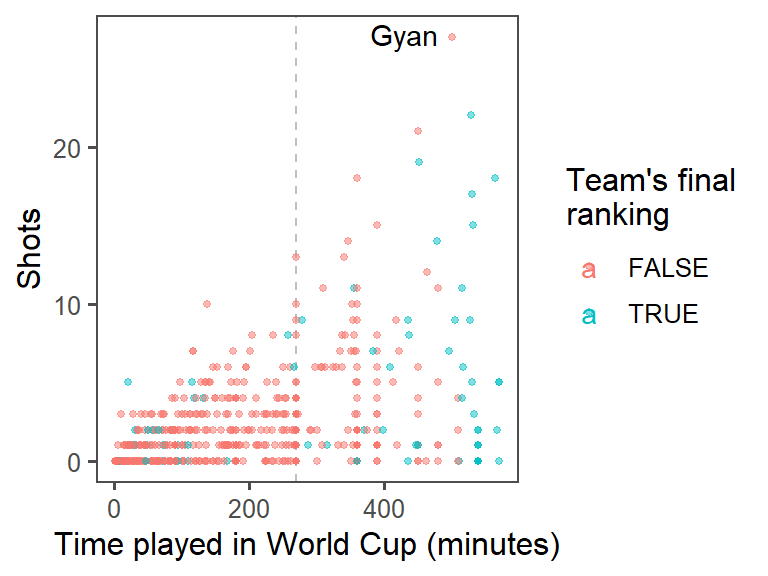 Gyan
20
10
0
Shots
0 200 400
Time played in World Cup (minutes)
Team's final
ranking
a FALSE
a TRUE